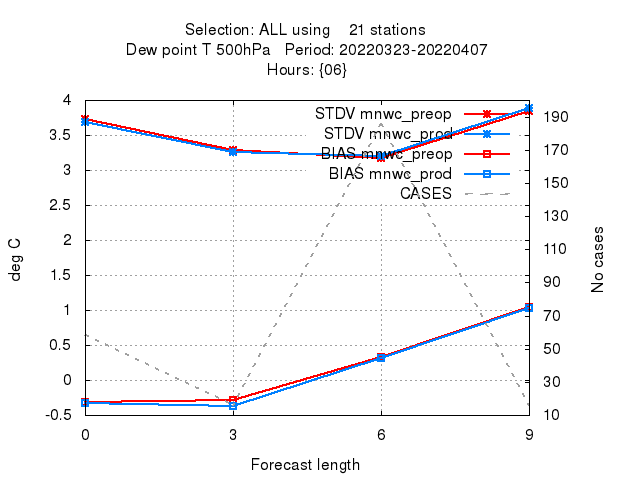 Selection: ALL using 21 stations
Dew point T 500hPa Period: 20220323-20220407
Hours: {06}
STDV mnwc_preop
STDV mnwc_prod
BIAS mnwc_preop
BIAS mnwc_prod
CASES
4
3.5
3
2.5
2
1.5
1
0.5
0
-0.5
deg C
190
170
150
130
110
90
70
50
30
10
No cases
0 3 6 9
Forecast length